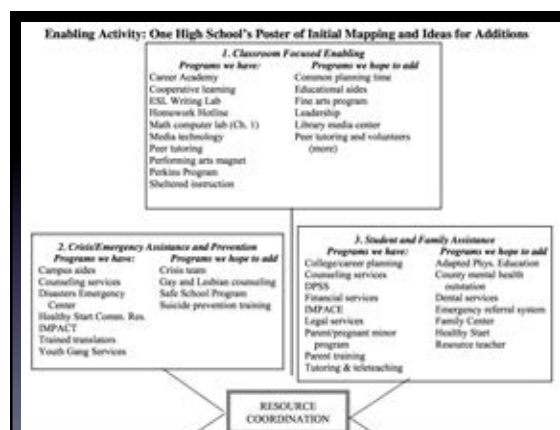 Enabling Activity: One High School's Poster of Initial Mapping and Ideas for Additions
1. Classroom Focused Enabling
Programs we have:
Career Academy
Cooperative learning
ESL Writing Lab
Homework Hotline
Math computer lab (Ch. 1)
Media technology
Peer tutoring
Performing arts magnet
Perkins Program
Sheltered instruction
Programs we hope to add
Common planning time
Educational aides
Fine arts program
Leadership
Library media center
Peer tutoring and volunteers
(more)
2. Crisis/Emergency Assistance and Prevention
Programs we have:
Campus aides
Counseling services
Disasters Emergency
Center
Healthy Start Comm. Res.
IMPACT
Trained translators
Youth Gang Services
Programs we hope to add
Crisis team
Gay and Lesbian counseling
Safe School Program
Suicide prevention training
3. Student and Family Assistance
Programs we have:
College/career planning
Counseling services
DPSS
Financial services
IMPACE
Legal services
Parent/pregnant minor
program
Parent training
Tutoring & teleteaching
Programs we hope to add
Adapted Phys. Education
County mental health
outstation
Dental services
Emergency referral system
Family Center
Healthy Start
Resource teacher
RESOURCE
COORDINATION